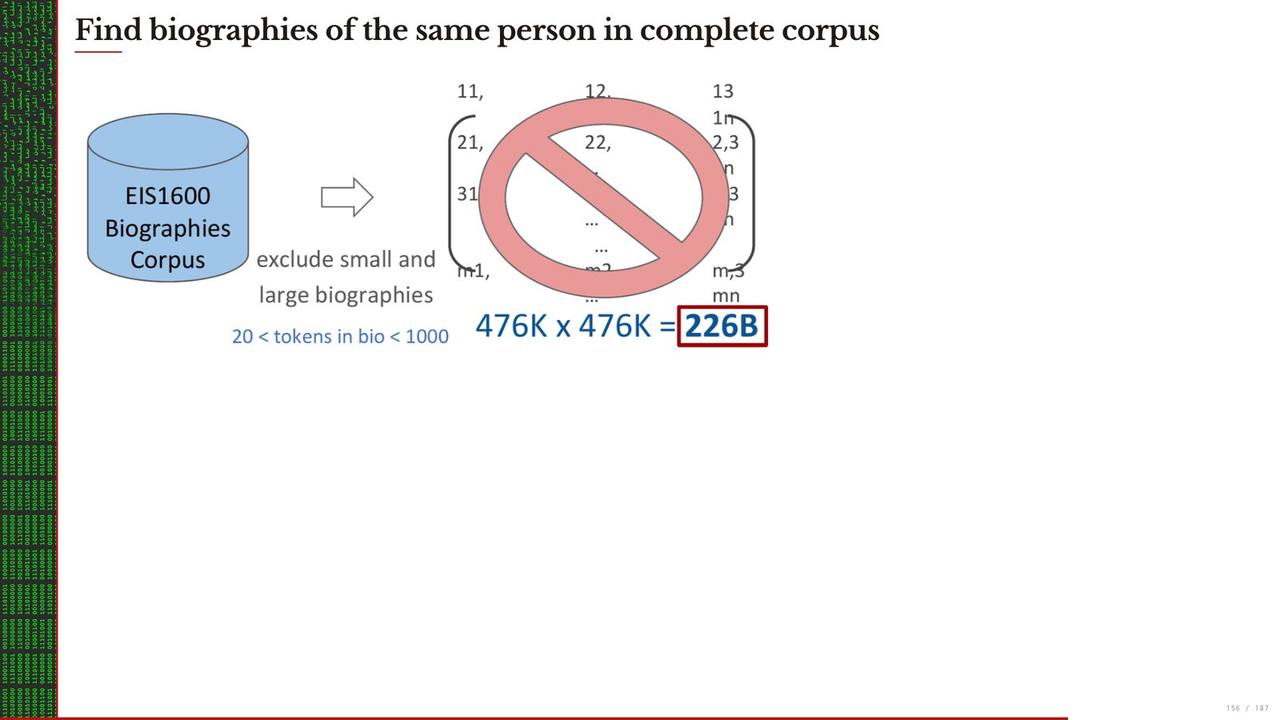 Find biographies of the same person in complete corpus
EIS1600
Biographies
Corpus
exclude small and
large biographies
20 < tokens in bio < 1000
11, 12, 13
1n
21, 22, 2,3
31
...
...
m1, m2 m,3
... mn
476K x 476K = 226B
156 / 187